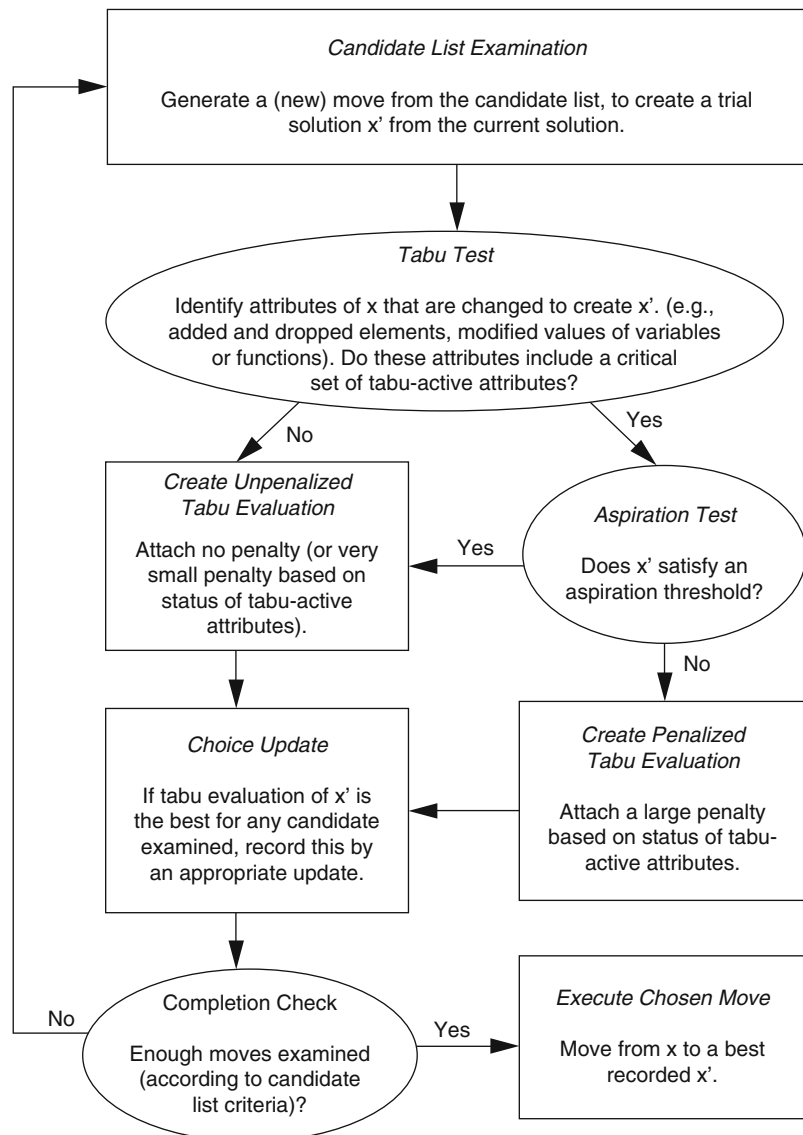 Candidate List Examination
Generate a (new) move from the candidate list, to create a trial
solution x' from the current solution.
Tabu Test
Identify attributes of x that are changed to create x'. (e.g.,
added and dropped elements, modified values of variables
or functions). Do these attributes include a critical
set of tabu-active attributes?
No
Yes
Create Unpenalized
Tabu Evaluation
Attach no penalty (or very
small penalty based on
status of tabu-active
attributes).
Yes
Aspiration Test
Does x' satisfy an
aspiration threshold?
No
Choice Update
If tabu evaluation of x' is
the best for any candidate
examined, record this by
an appropriate update.
Create Penalized
Tabu Evaluation
Attach a large penalty
based on status of tabu-
active attributes.
No
Completion Check
Enough moves examined
(according to candidate
list criteria)?
Yes
Execute Chosen Move
Move from x to a best
recorded x'.